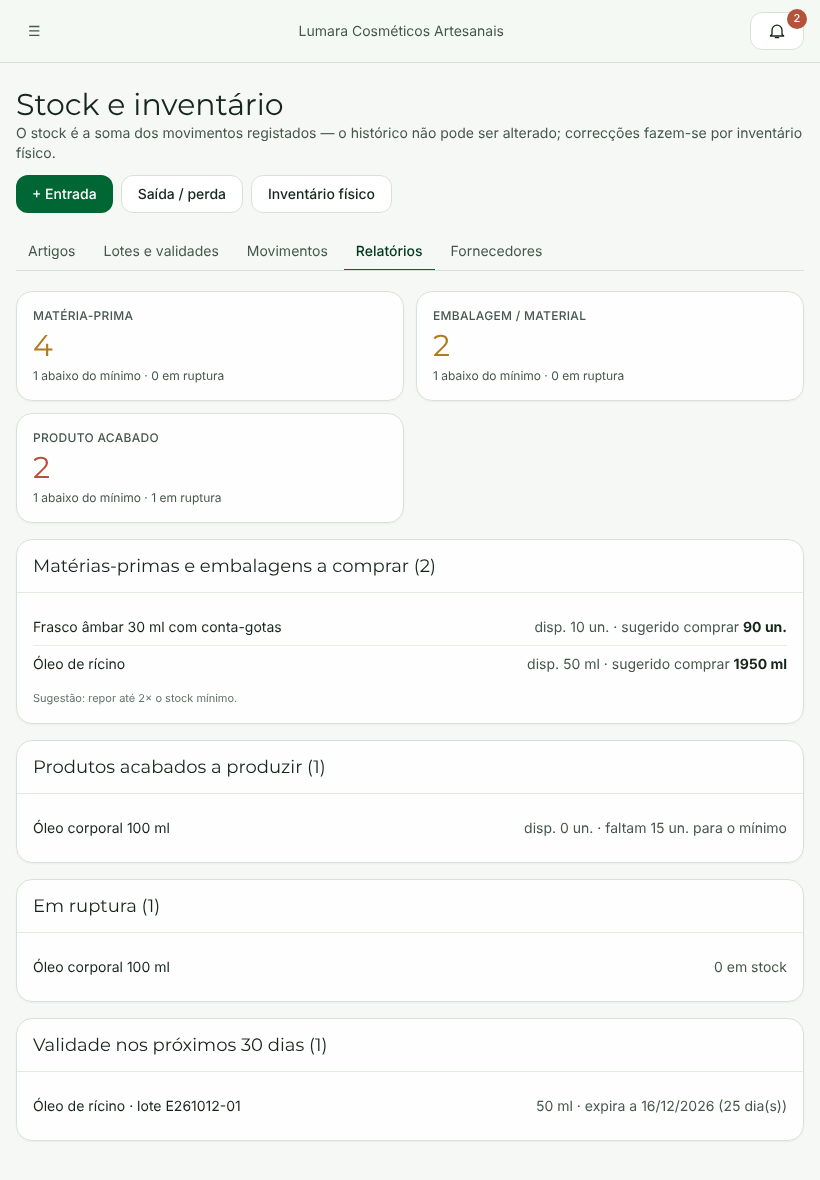 ☰
Lumara Cosméticos Artesanais
2
Stock e inventário
O stock é a soma dos movimentos registados — o histórico não pode ser alterado; correcções fazem-se por inventário
físico.
+ Entrada
Saída / perda
Inventário físico
Artigos
Lotes e validades
Movimentos
Relatórios
Fornecedores
MATÉRIA-PRIMA
4
1 abaixo do mínimo · 0 em ruptura
EMBALAGEM / MATERIAL
2
1 abaixo do mínimo · 0 em ruptura
PRODUTO ACABADO
2
1 abaixo do mínimo · 1 em ruptura
Matérias-primas e embalagens a comprar (2)
Frasco âmbar 30 ml com conta-gotas
disp. 10 un. · sugerido comprar 90 un.
Óleo de rícino
disp. 50 ml · sugerido comprar 1950 ml
Sugestão: repor até 2× o stock mínimo.
Produtos acabados a produzir (1)
Óleo corporal 100 ml
disp. 0 un. · faltam 15 un. para o mínimo
Em ruptura (1)
Óleo corporal 100 ml
0 em stock
Validade nos próximos 30 dias (1)
Óleo de rícino · lote E261012-01
50 ml · expira a 16/12/2026 (25 dia(s))